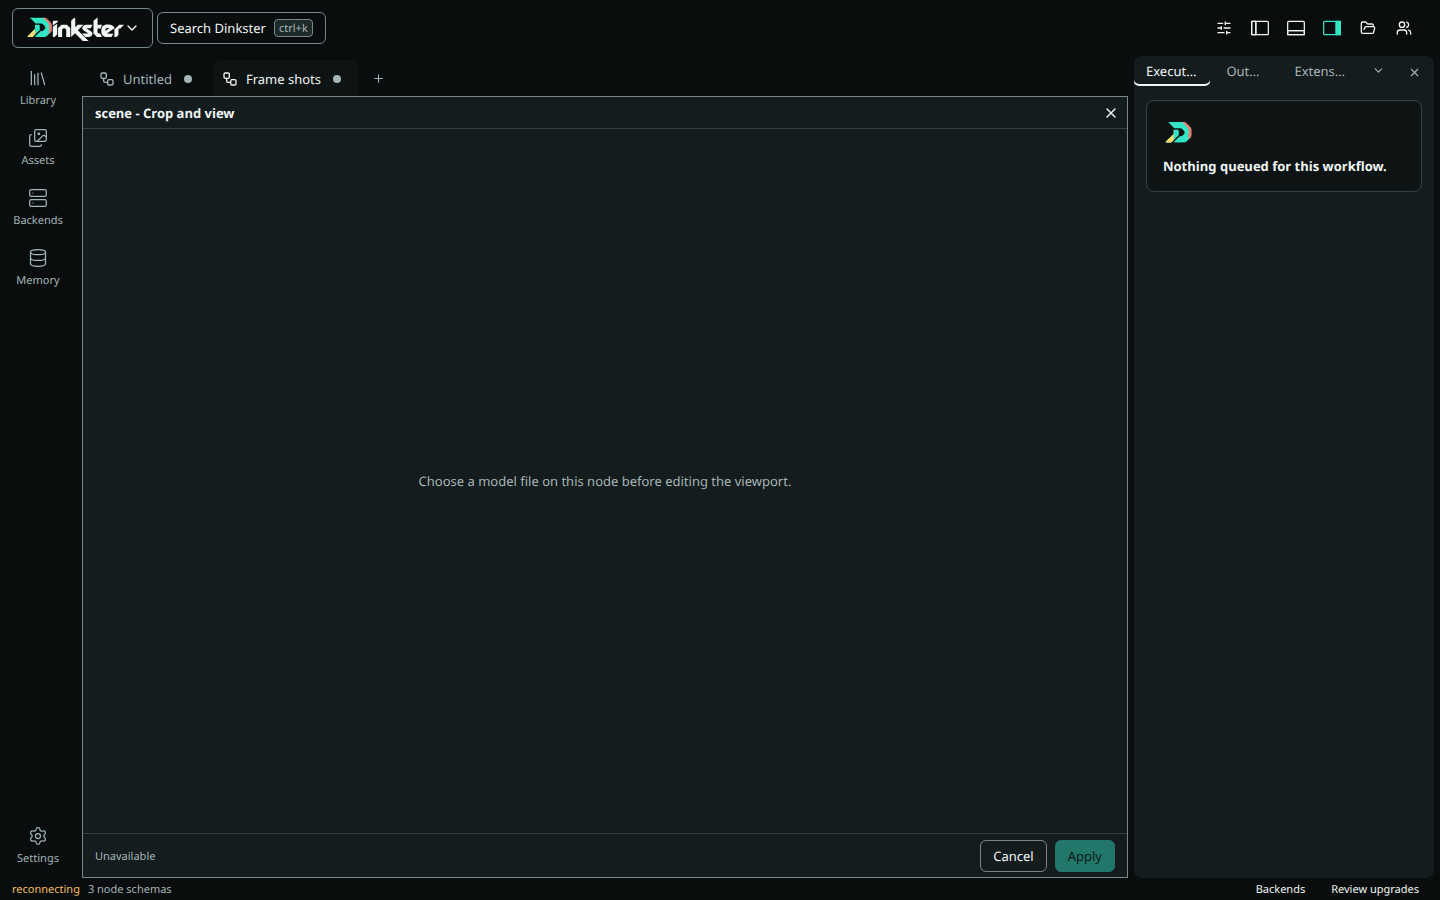 Dinkster
Search Dinkster ctrl+k
Library
Assets
Backends
Memory
Settings
Untitled
Frame shots
scene - Crop and view
Choose a model file on this node before editing the viewport.
Unavailable
Cancel
Apply
Execut...
Out...
Extens...
Nothing queued for this workflow.
reconnecting 3 node schemas
Backends
Review upgrades